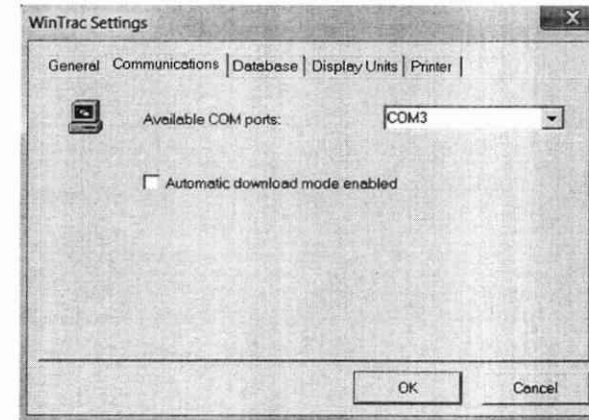 WinTrac Settings
General Communications Database Display Units Printer
Available COM ports: COM3
Automatic download mode enabled
OK Cancel